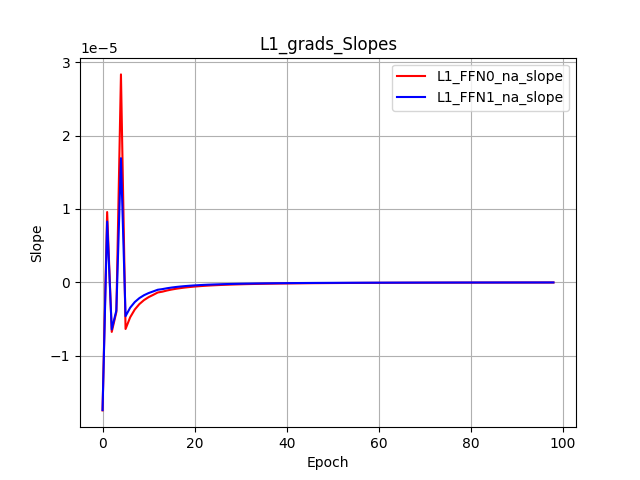 L1_grads_Slopes
1e−5
L1_FFN0_na_slope
L1_FFN1_na_slope
3
2
1
0
−1
Slope
0 20 40 60 80 100
Epoch